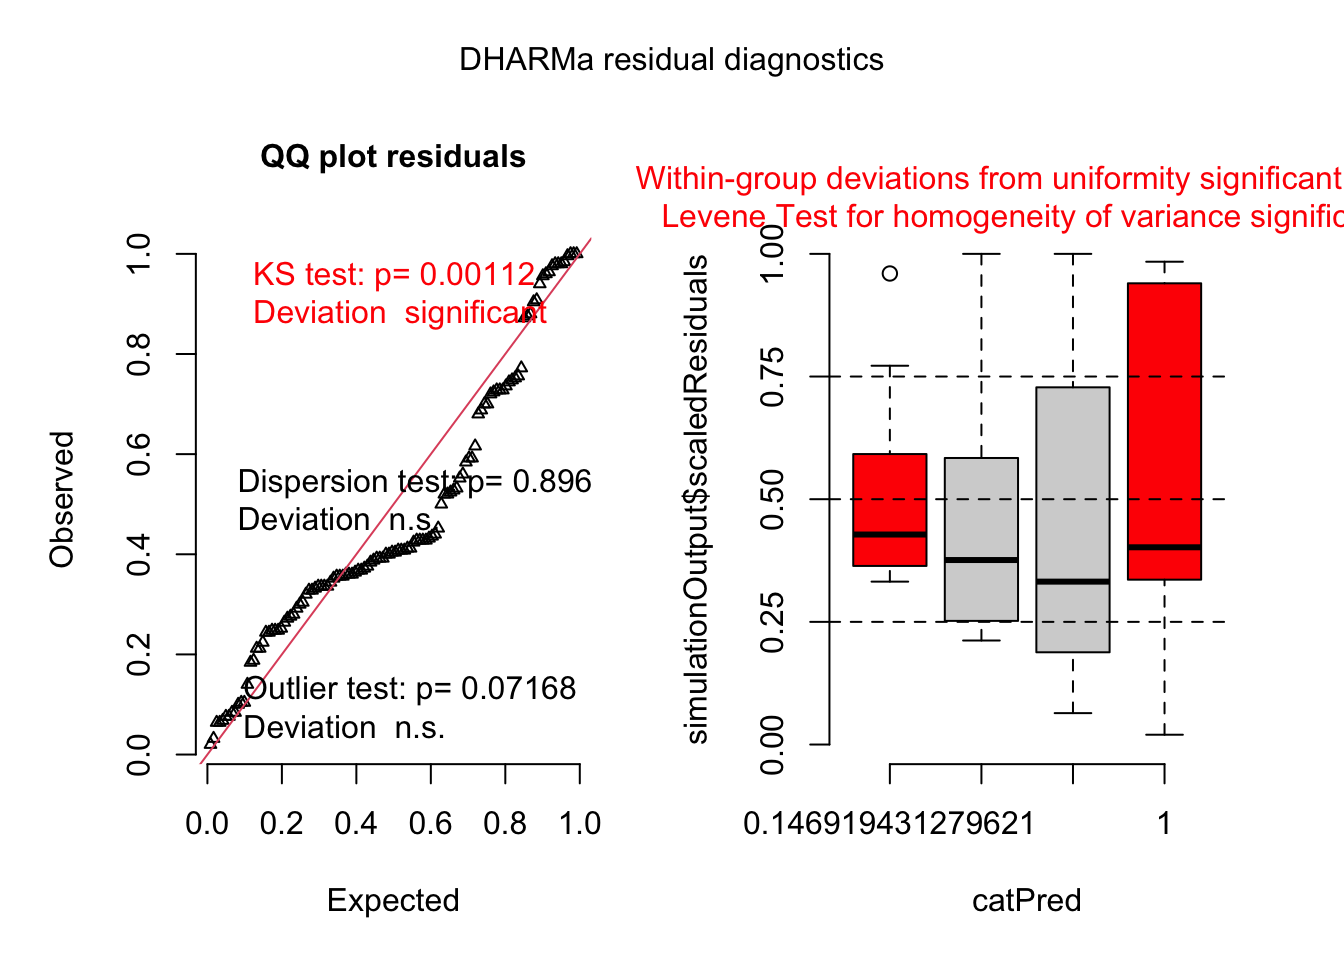 DHARMa residual diagnostics
QQ plot residuals
KS test: p= 0.00112
Deviation  significant
Dispersion test: p= 0.896
Deviation  n.s.
Outlier test: p= 0.07168
Deviation  n.s.
Observed
0.0 0.2 0.4 0.6 0.8 1.0
0.0 0.2 0.4 0.6 0.8 1.0
Expected
Within-group deviations from uniformity significant
Levene Test for homogeneity of variance signific
simulationOutput$scaledResiduals
0.00 0.25 0.50 0.75 1.00
0.146919431279621 1
catPred